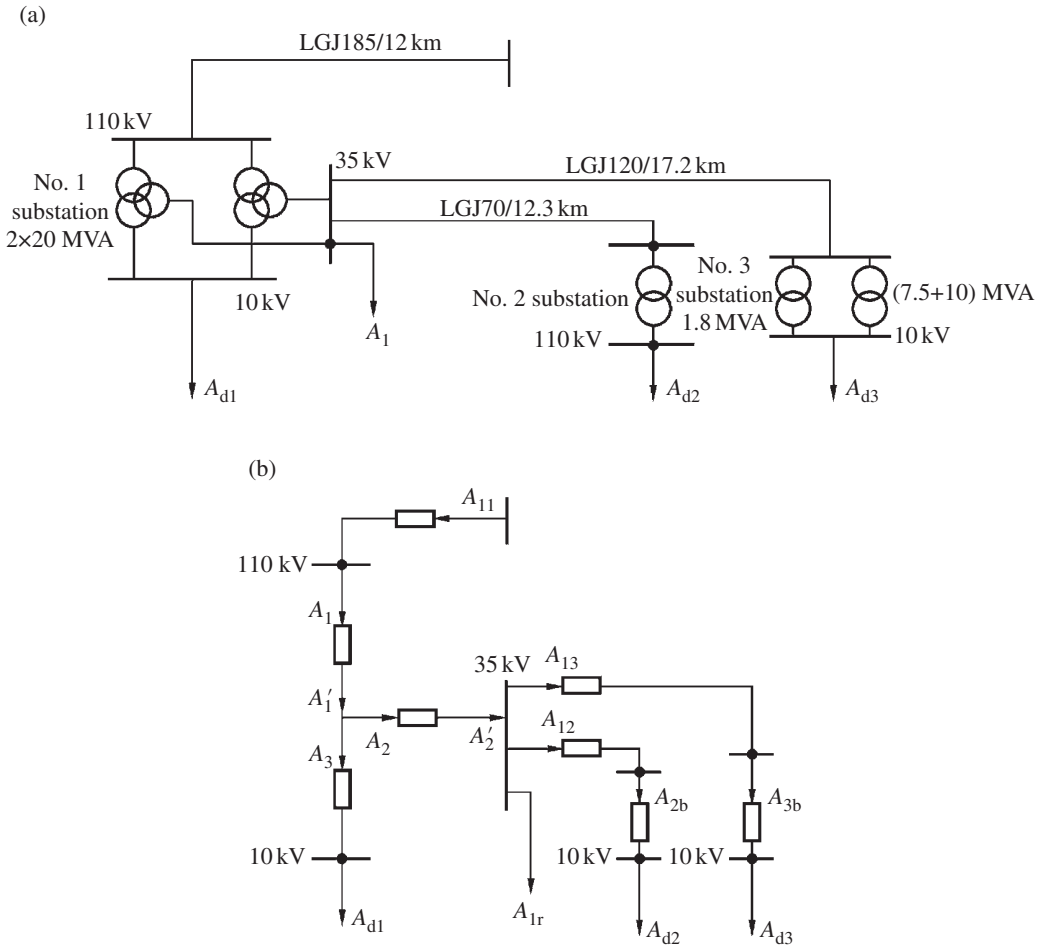 (a)
LGJ185/12 km
110 kV
35 kV
LGJ120/17.2 km
No. 1
substation
2×20 MVA
LGJ70/12.3 km
No. 2 substation
No. 3
substation
1.8 MVA
(7.5+10) MVA
10 kV
A1
110 kV
10 kV
Ad1
Ad2
Ad3
(b)
A11
110 kV
A1
35 kV
A13
A1′
A2
A2′
A12
A3
A2b
A3b
10 kV
10 kV
10 kV
Ad1
A1r
Ad2
Ad3